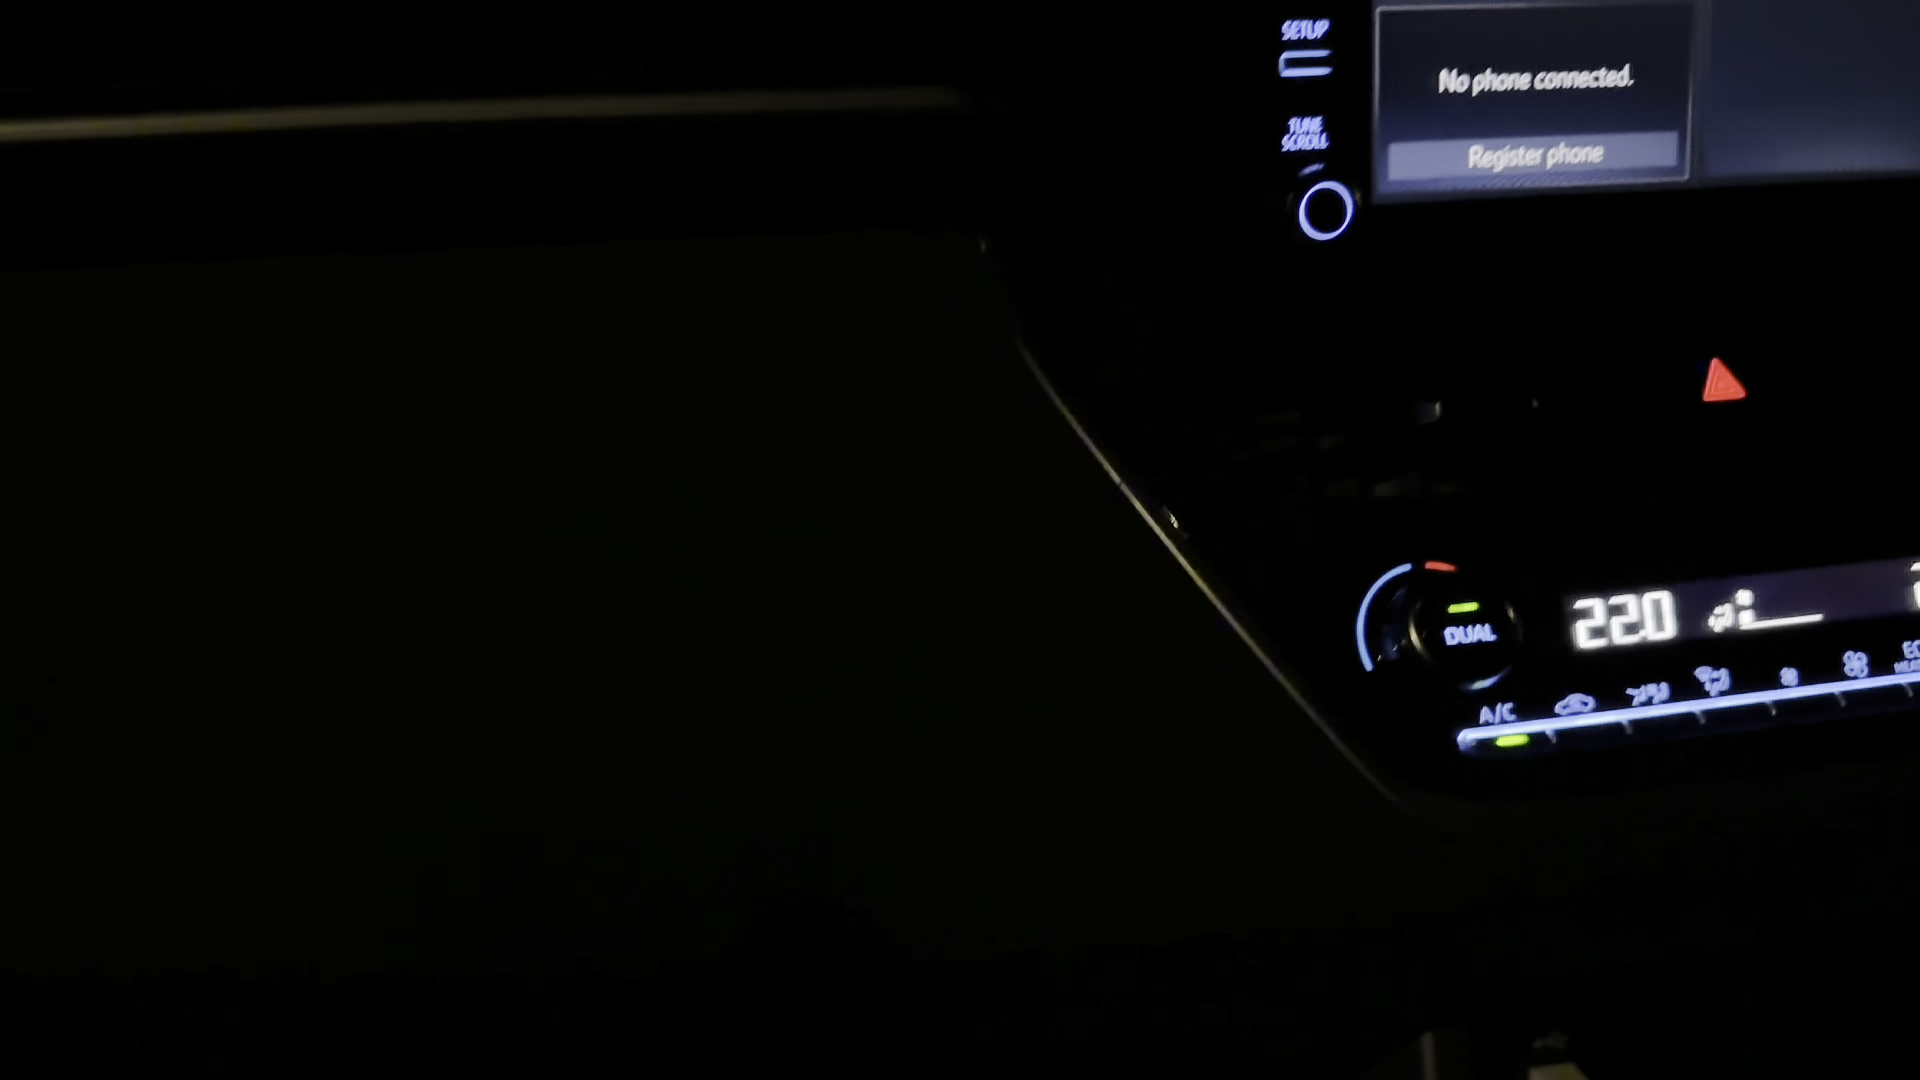 SETUP
No phone connected.
TUNE
SCROLL
Register phone
22.0
DUAL
A/C